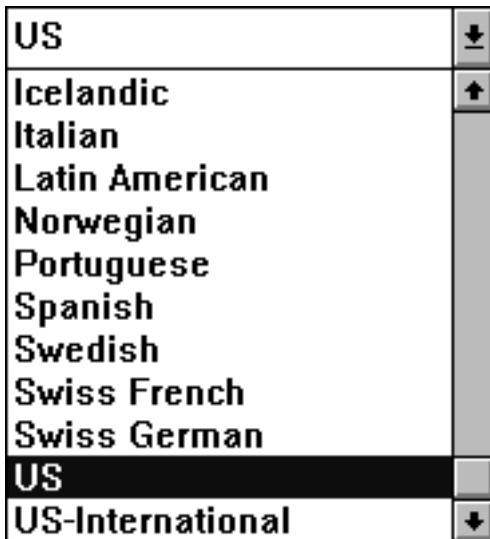 US
Icelandic
Italian
Latin American
Norwegian
Portuguese
Spanish
Swedish
Swiss French
Swiss German
US
US-International